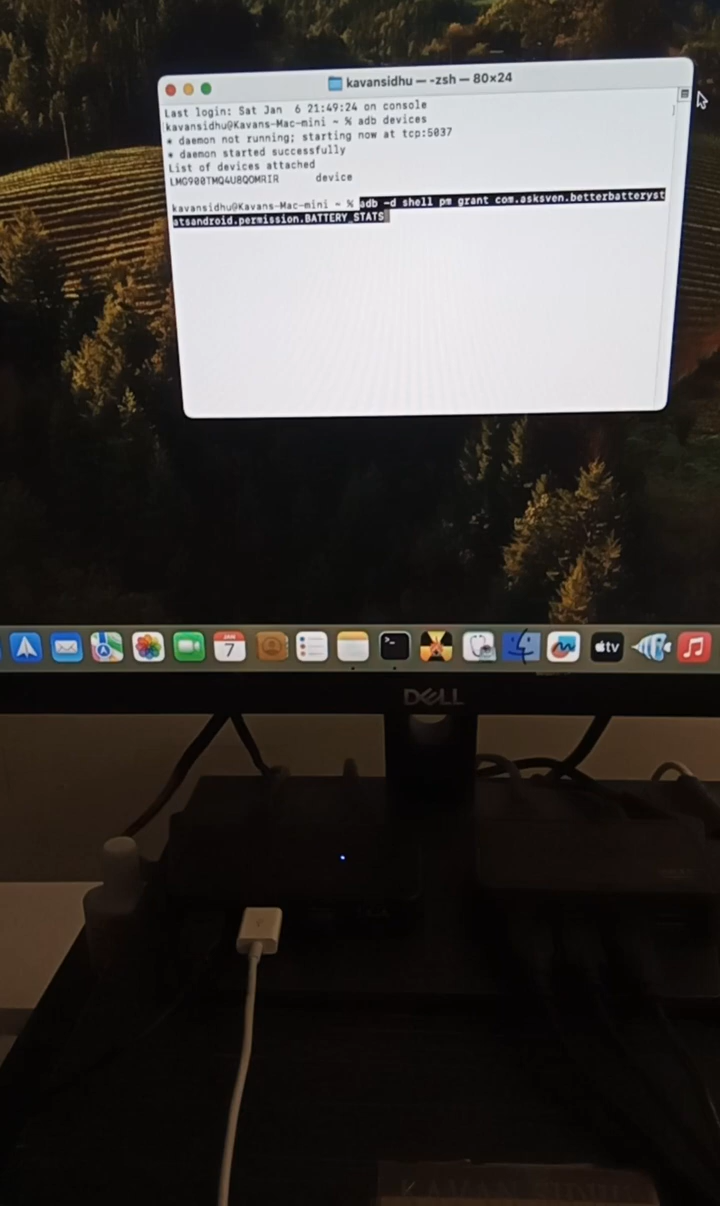 kavansidhu — -zsh — 80×24
Last login: Sat Jan  6 21:49:24 on console
[kavansidhu@Kavans-Mac-mini ~ % adb devices ]
* daemon not running; starting now at tcp:5037
* daemon started successfully
List of devices attached
LMG900TMQ4U8QOMRIR	device
kavansidhu@Kavans-Mac-mini ~ % adb -d shell pm grant com.asksven.betterbatteryst
atsandroid.permission.BATTERY_STATS
JAN
7
tv
DELL